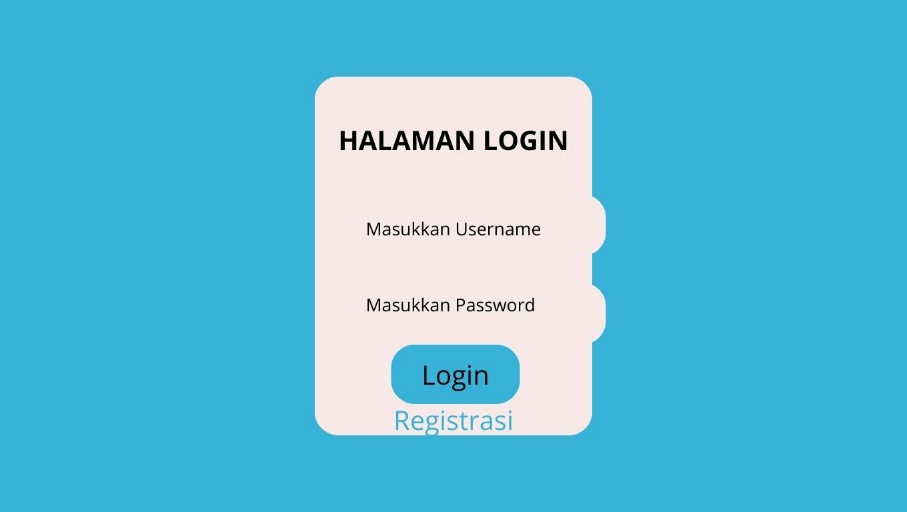 HALAMAN LOGIN
Masukkan Username
Masukkan Password
Login
Registrasi